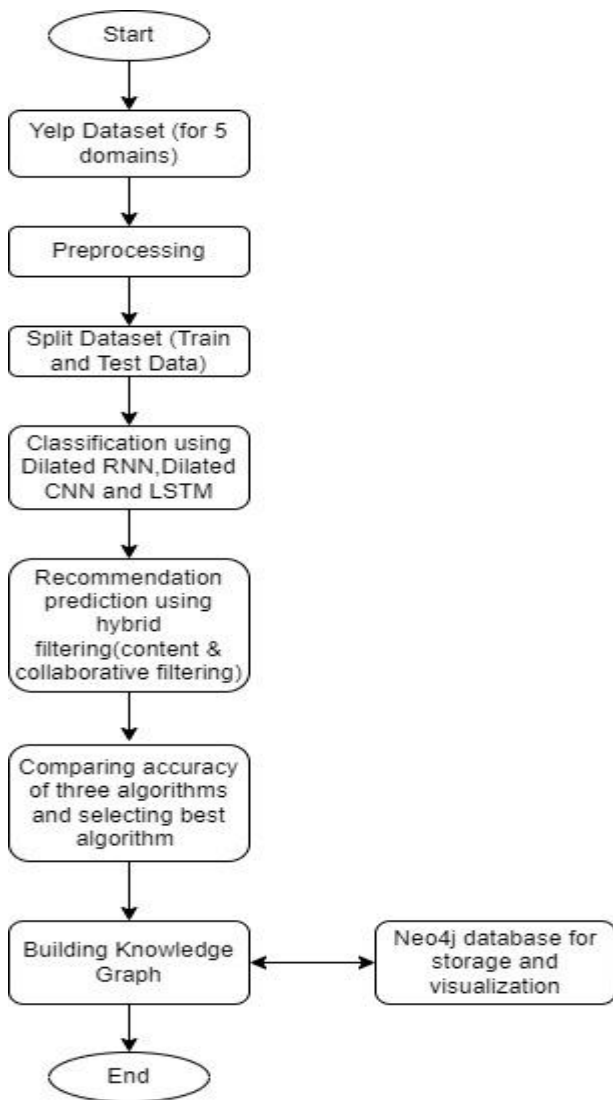 Start
Yelp Dataset (for 5
domains)
Preprocessing
Split Dataset (Train
and Test Data)
Classification using
Dilated RNN,Dilated
CNN and LSTM
Recommendation
prediction using
hybrid
filtering(content &
collaborative filtering)
Comparing accuracy
of three algorithms
and selecting best
algorithm
Building Knowledge
Graph
Neo4j database for
storage and
visualization
End